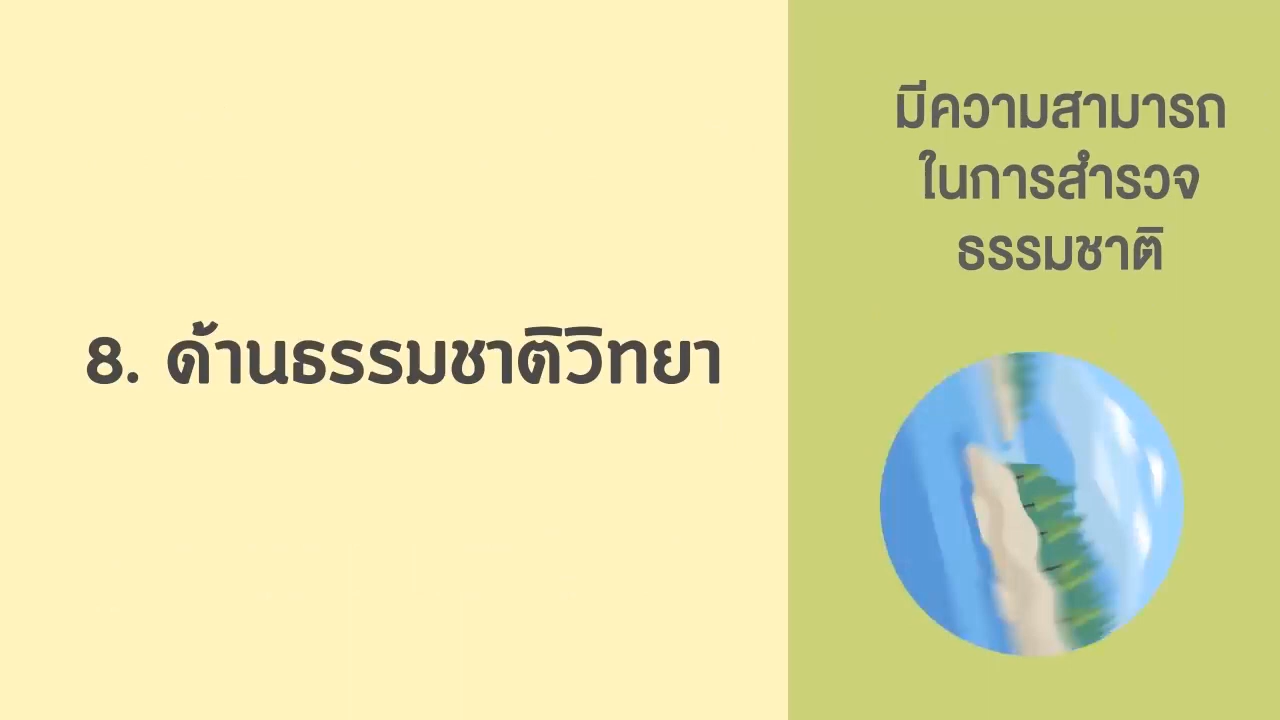 8. ด้านธรรมชาติวิทยา
มีความสามารถ
ในการสำรวจ
ธรรมชาติ